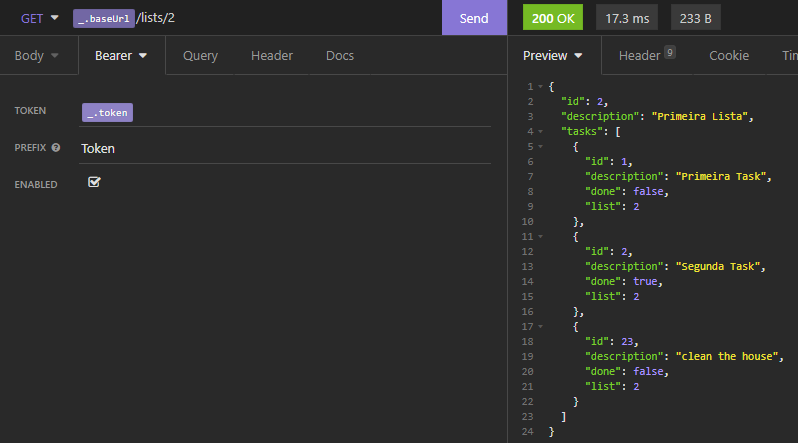 GET _.baseUrl /lists/2 Send 200 OK 17.3 ms 233 B
Body Bearer Query Header Docs Preview Header 9 Cookie Tim
TOKEN _.token
PREFIX Token
ENABLED
1 {
2 "id": 2,
3 "description": "Primeira Lista",
4 "tasks": [
5 {
6 "id": 1,
7 "description": "Primeira Task",
8 "done": false,
9 "list": 2
10 },
11 {
12 "id": 2,
13 "description": "Segunda Task",
14 "done": true,
15 "list": 2
16 },
17 {
18 "id": 23,
19 "description": "clean the house",
20 "done": false,
21 "list": 2
22 }
23 ]
24 }